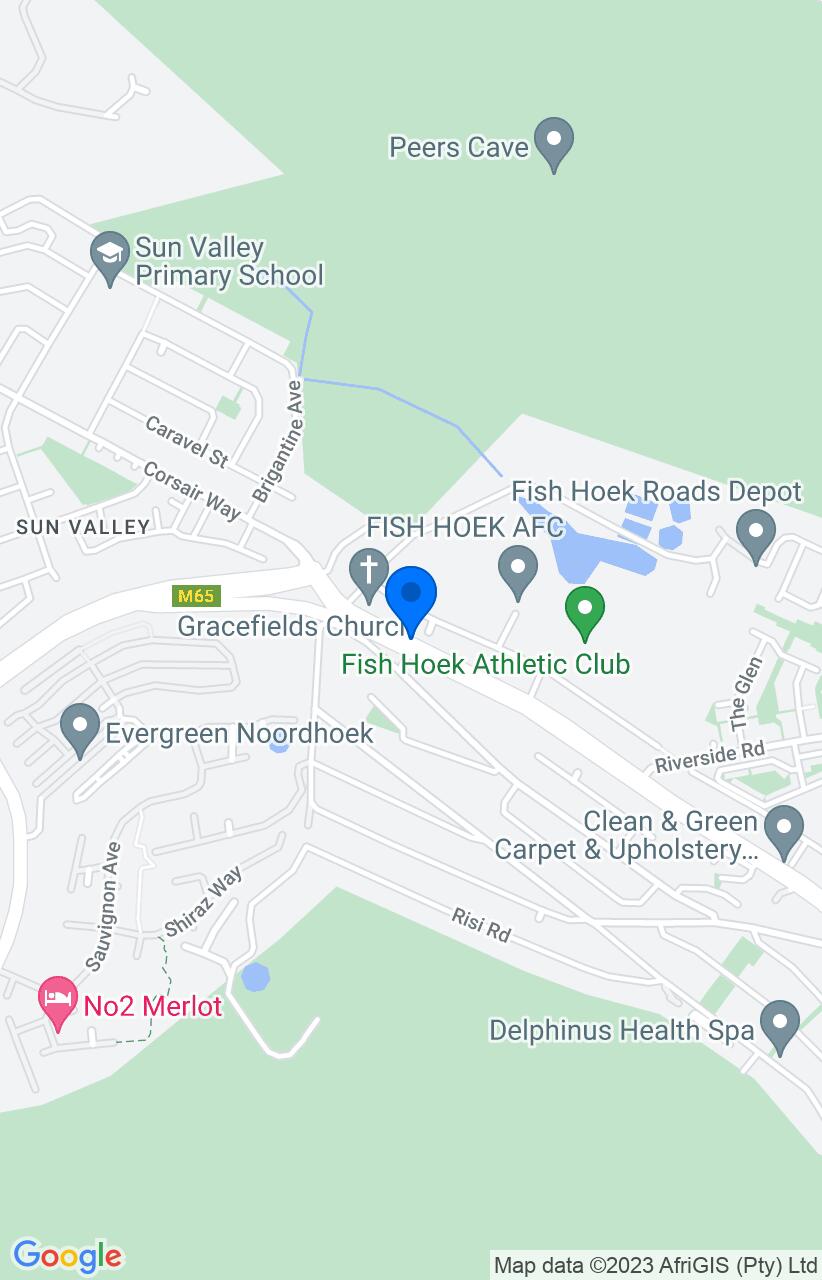 Peers Cave
Sun Valley
Primary School
Brigantine Ave
Caravel St
Corsair Way
Fish Hoek Roads Depot
SUN VALLEY
FISH HOEK AFC
M65
Gracefields Church
Fish Hoek Athletic Club
The Glen
Evergreen Noordhoek
Riverside Rd
Clean & Green
Carpet & Upholstery...
Sauvignon Ave
Shiraz Way
Risi Rd
No2 Merlot
Delphinus Health Spa
Google
Map data ©2023 AfriGIS (Pty) Ltd